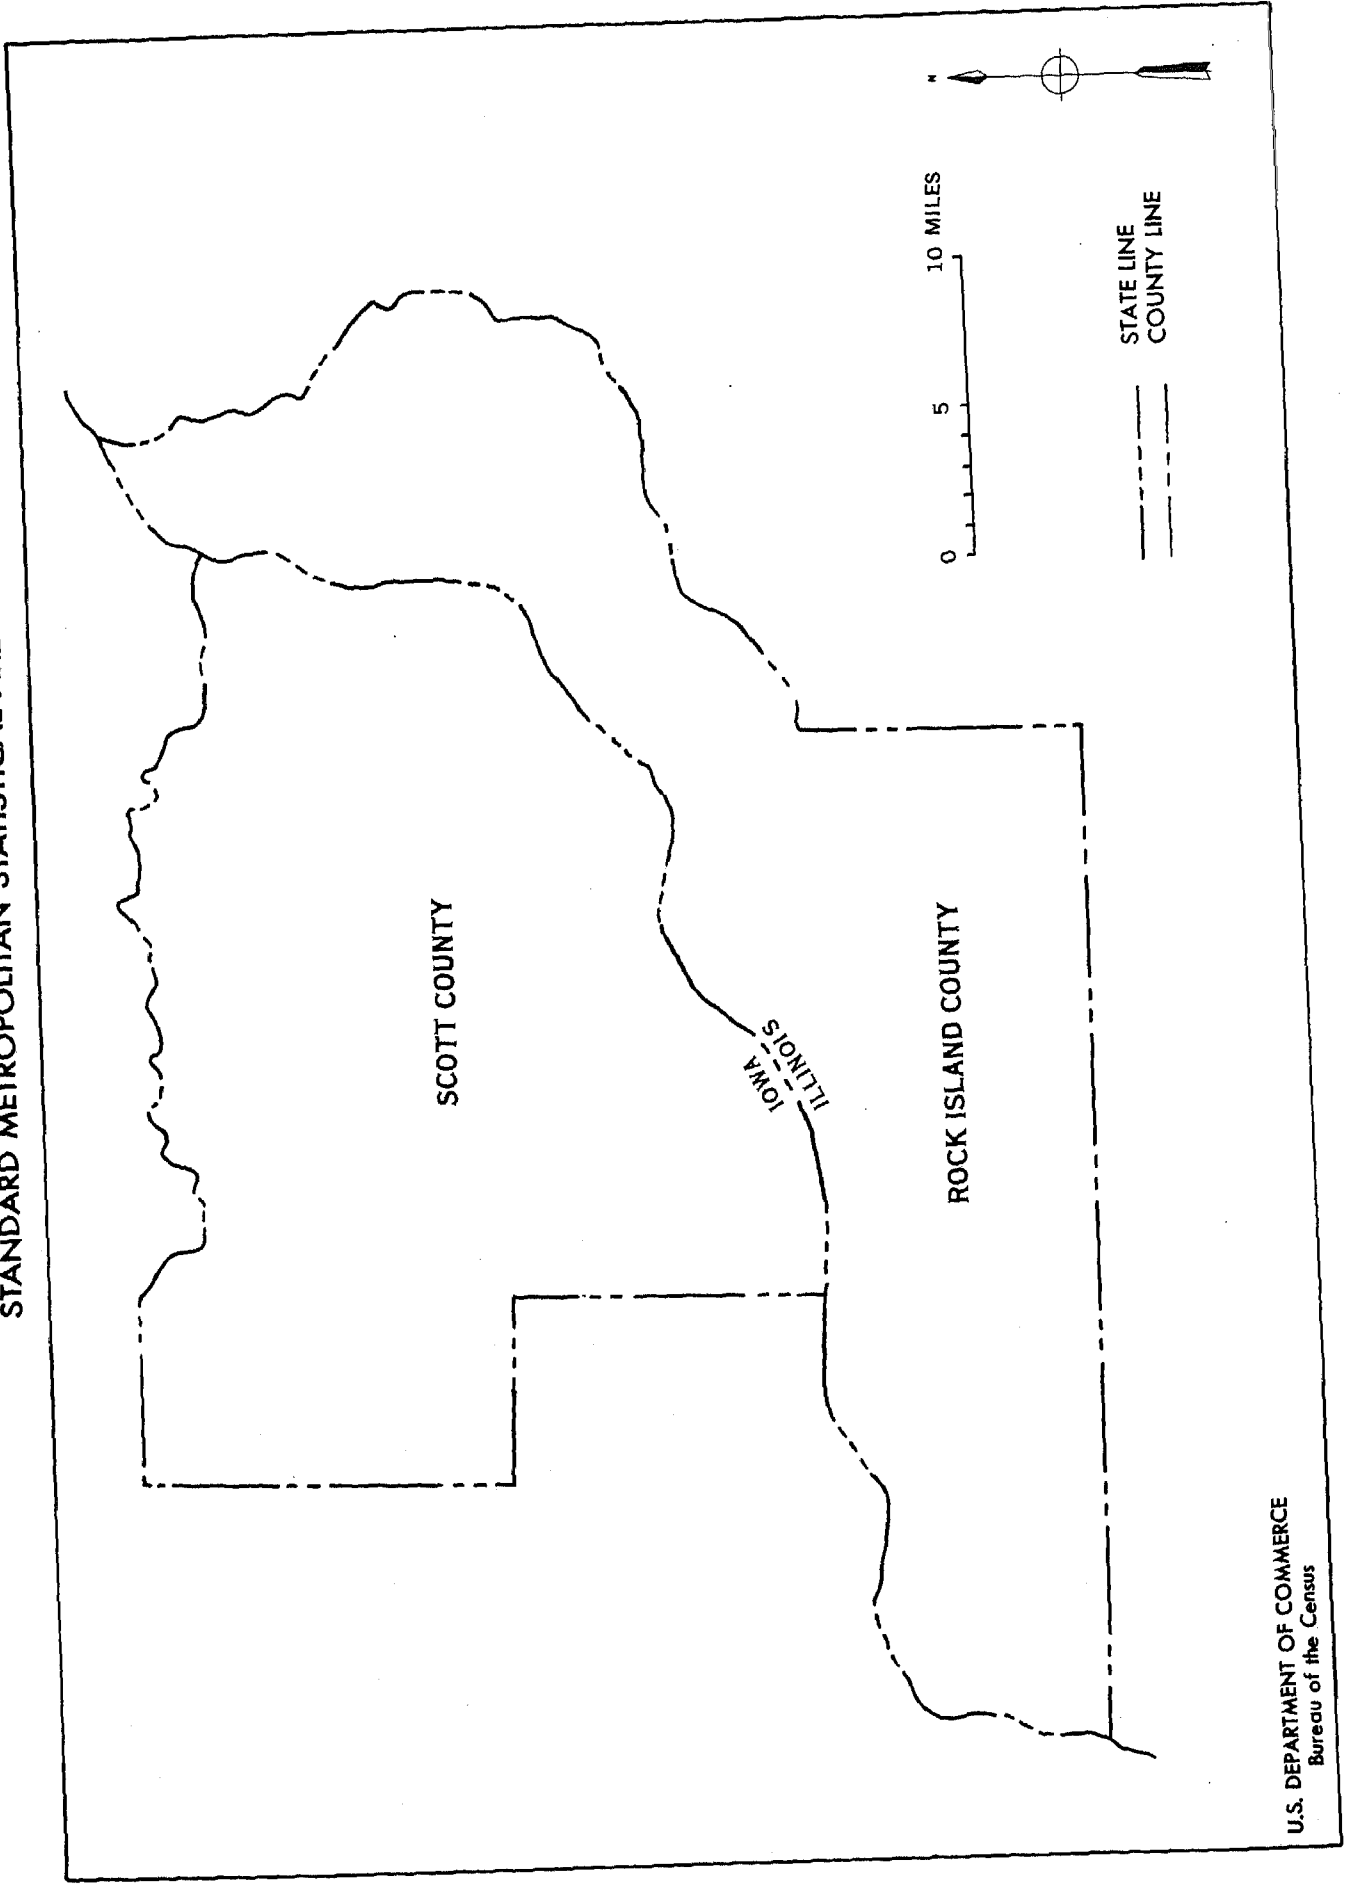 STANDARD METROPOLITAN STATISTICAL
N
SCOTT COUNTY
IOWA
ILLINOIS
ROCK ISLAND COUNTY
0 5 10 MILES
STATE LINE
COUNTY LINE
U.S. DEPARTMENT OF COMMERCE
Bureau of the Census